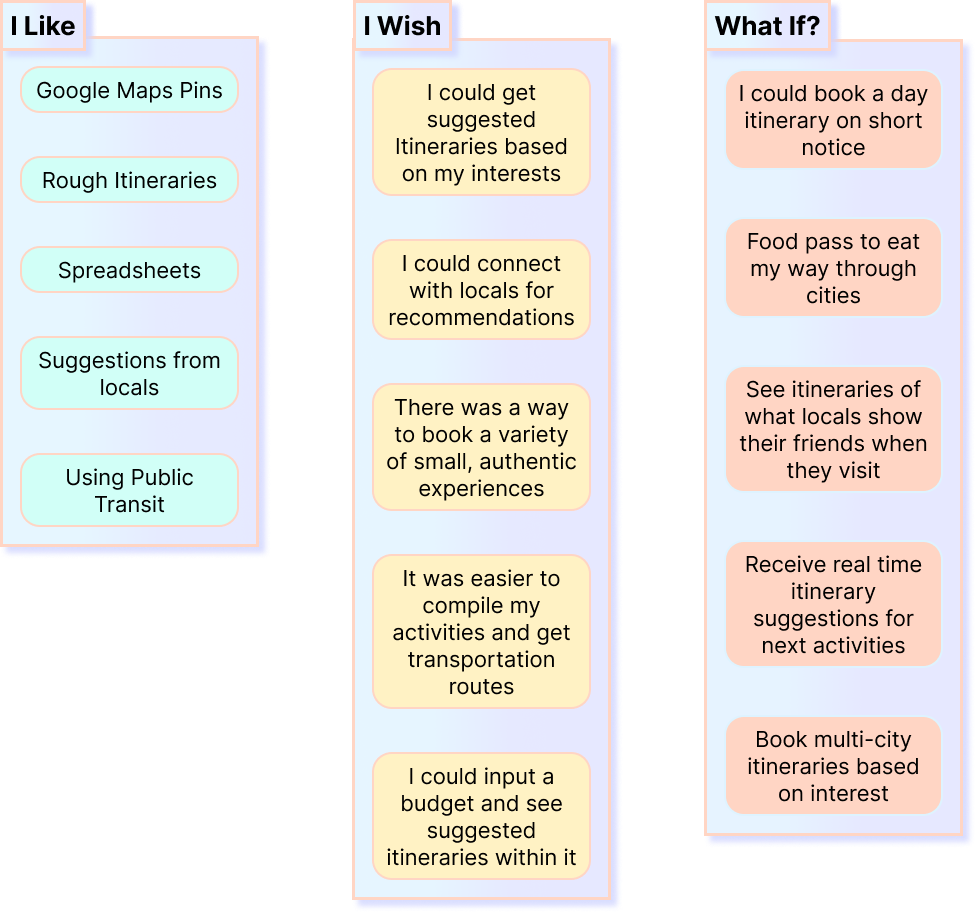 I Like
Google Maps Pins
Rough Itineraries
Spreadsheets
Suggestions from
locals
Using Public
Transit
I Wish
I could get
suggested
Itineraries based
on my interests
I could connect
with locals for
recommendations
There was a way
to book a variety
of small, authentic
experiences
It was easier to
compile my
activities and get
transportation
routes
I could input a
budget and see
suggested
itineraries within it
What If?
I could book a day
itinerary on short
notice
Food pass to eat
my way through
cities
See itineraries of
what locals show
their friends when
they visit
Receive real time
itinerary
suggestions for
next activities
Book multi-city
itineraries based
on interest